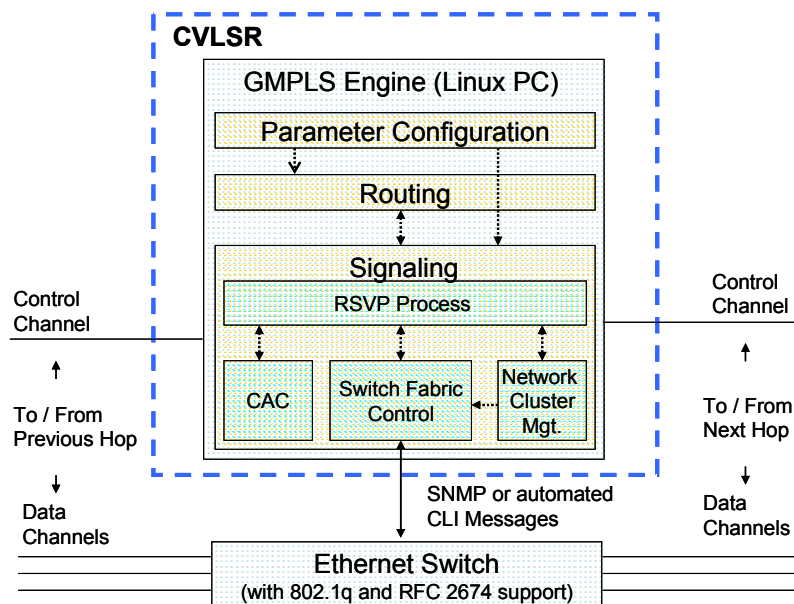 CVLSR
GMPLS Engine (Linux PC)
Parameter Configuration
Routing
Signaling
RSVP Process
CAC
Switch Fabric
Control
Network
Cluster
Mgt.
Control
Channel
To / From
Previous Hop
Data
Channels
Control
Channel
To / From
Next Hop
Data
Channels
SNMP or automated
CLI Messages
Ethernet Switch
(with 802.1q and RFC 2674 support)